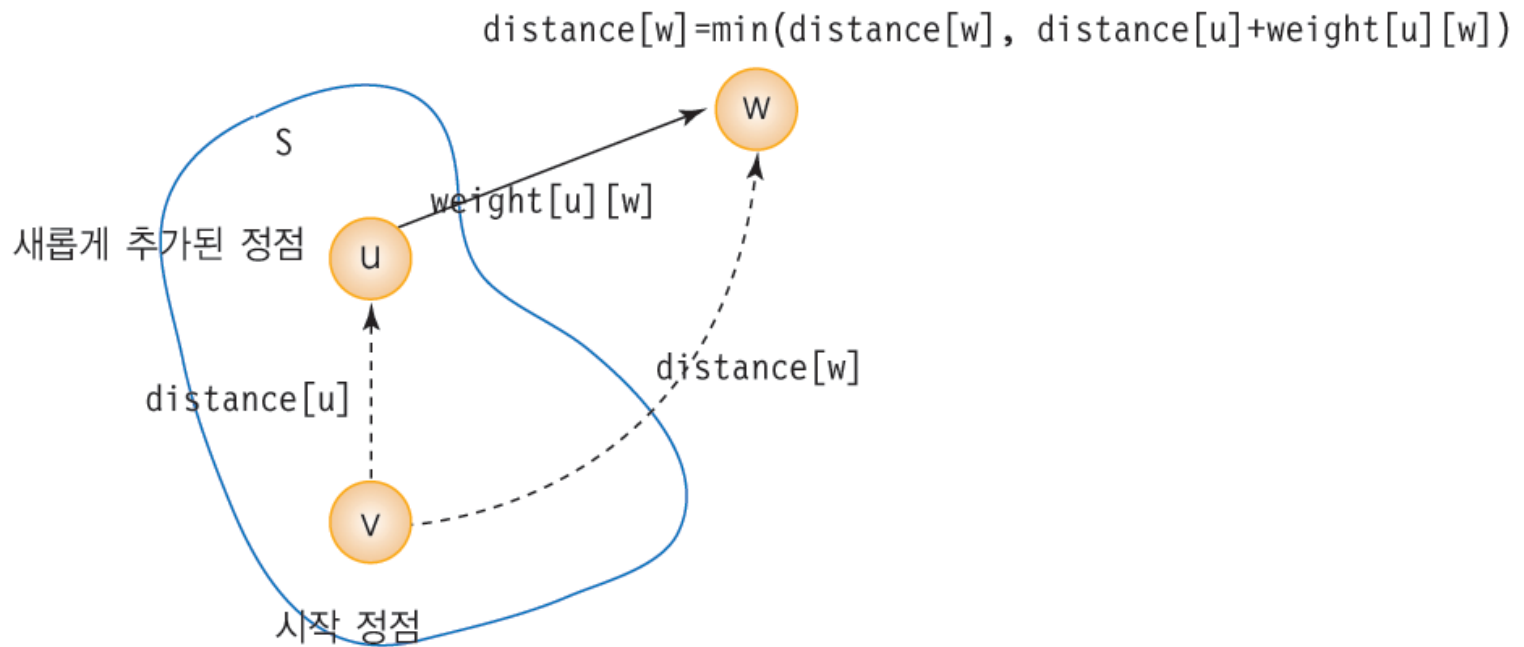 distance[w]=min(distance[w], distance[u]+weight[u][w])
w
S
weight[u][w]
새롭게 추가된 정점
u
distance[w]
distance[u]
v
시작 정점